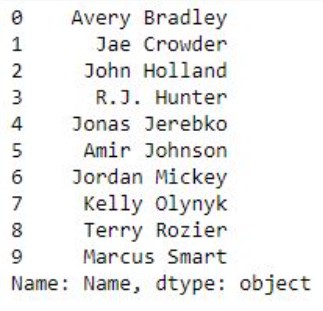 0 Avery Bradley
1 Jae Crowder
2 John Holland
3 R.J. Hunter
4 Jonas Jerebko
5 Amir Johnson
6 Jordan Mickey
7 Kelly Olynyk
8 Terry Rozier
9 Marcus Smart
Name: Name, dtype: object